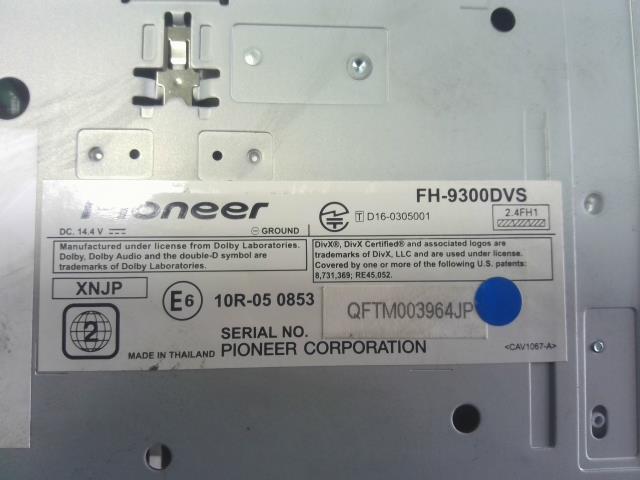 Pioneer
FH-9300DVS
DC. 14.4 V
GROUND
T D16-0305001
2.4FH1
Manufactured under license from Dolby Laboratories.
Dolby, Dolby Audio and the double-D symbol are
trademarks of Dolby Laboratories.
DivX®, DivX Certified® and associated logos are
trademarks of DivX, LLC and are used under license.
Covered by one or more of the following U.S. patents:
8,731,369; RE45,052.
XNJP
E6
10R-05 0853
QFTM003964JP
2
SERIAL NO.
MADE IN THAILAND
PIONEER CORPORATION
<CAV1067-A>